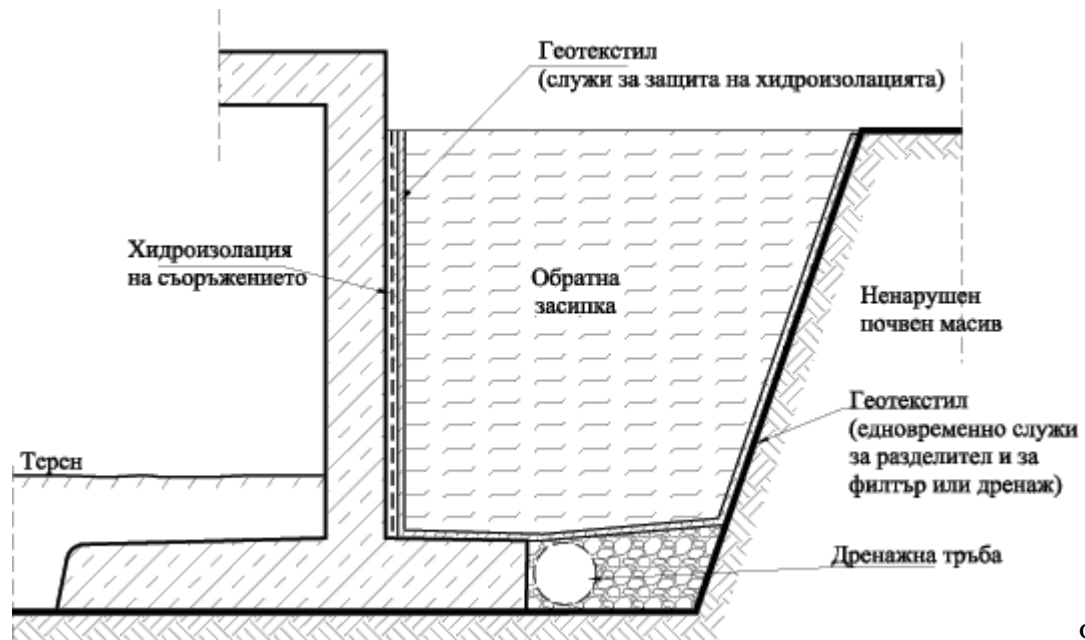 Геотекстил
(служи за защита на хидроизолацията)
Хидроизолация
на съоръжението
Обратна
засипка
Ненарушен
почвен масив
Геотекстил
(едновременно служи
за разделител и за
филтър или дренаж)
Терен
Дренажна тръба